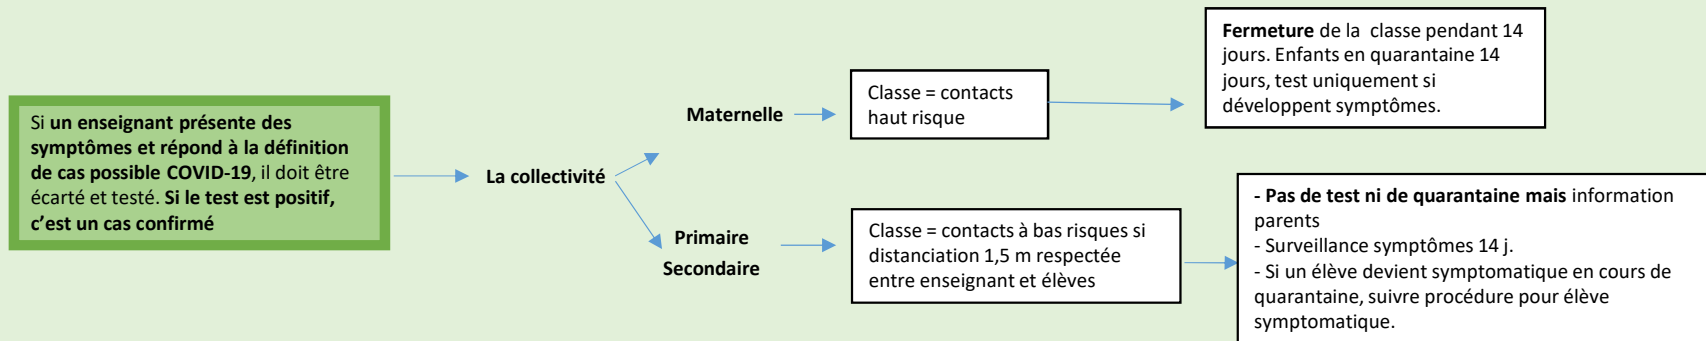 Si un enseignant présente des
symptômes et répond à la définition
de cas possible COVID-19, il doit être
écarté et testé. Si le test est positif,
c’est un cas confirmé
La collectivité
Maternelle
Classe = contacts
haut risque
Fermeture de la classe pendant 14
jours. Enfants en quarantaine 14
jours, test uniquement si
développent symptômes.
Primaire
Secondaire
Classe = contacts à bas risques si
distanciation 1,5 m respectée
entre enseignant et élèves
- Pas de test ni de quarantaine mais information
parents
- Surveillance symptômes 14 j.
- Si un élève devient symptomatique en cours de
quarantaine, suivre procédure pour élève
symptomatique.